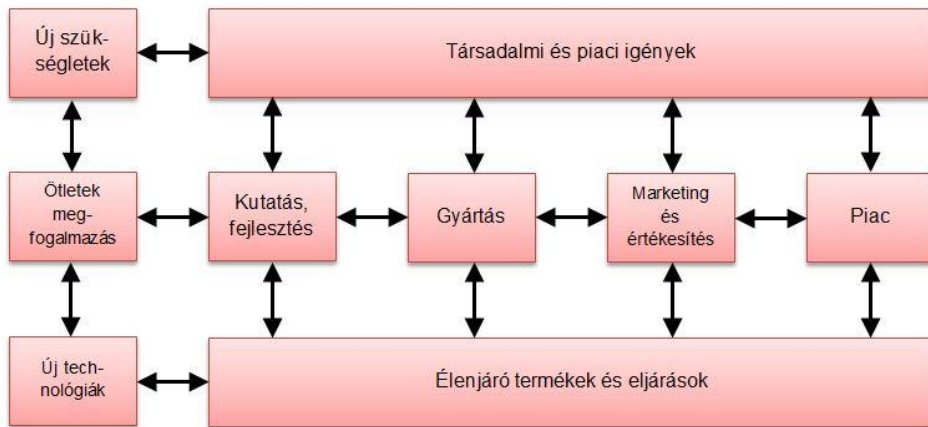 Új szük-
ségletek
Társadalmi és piaci igények
Ötletek
meg-
fogalmazás
Kutatás,
fejlesztés
Gyártás
Marketing
és
értékesítés
Piac
Új tech-
nológiák
Élenjáró termékek és eljárások